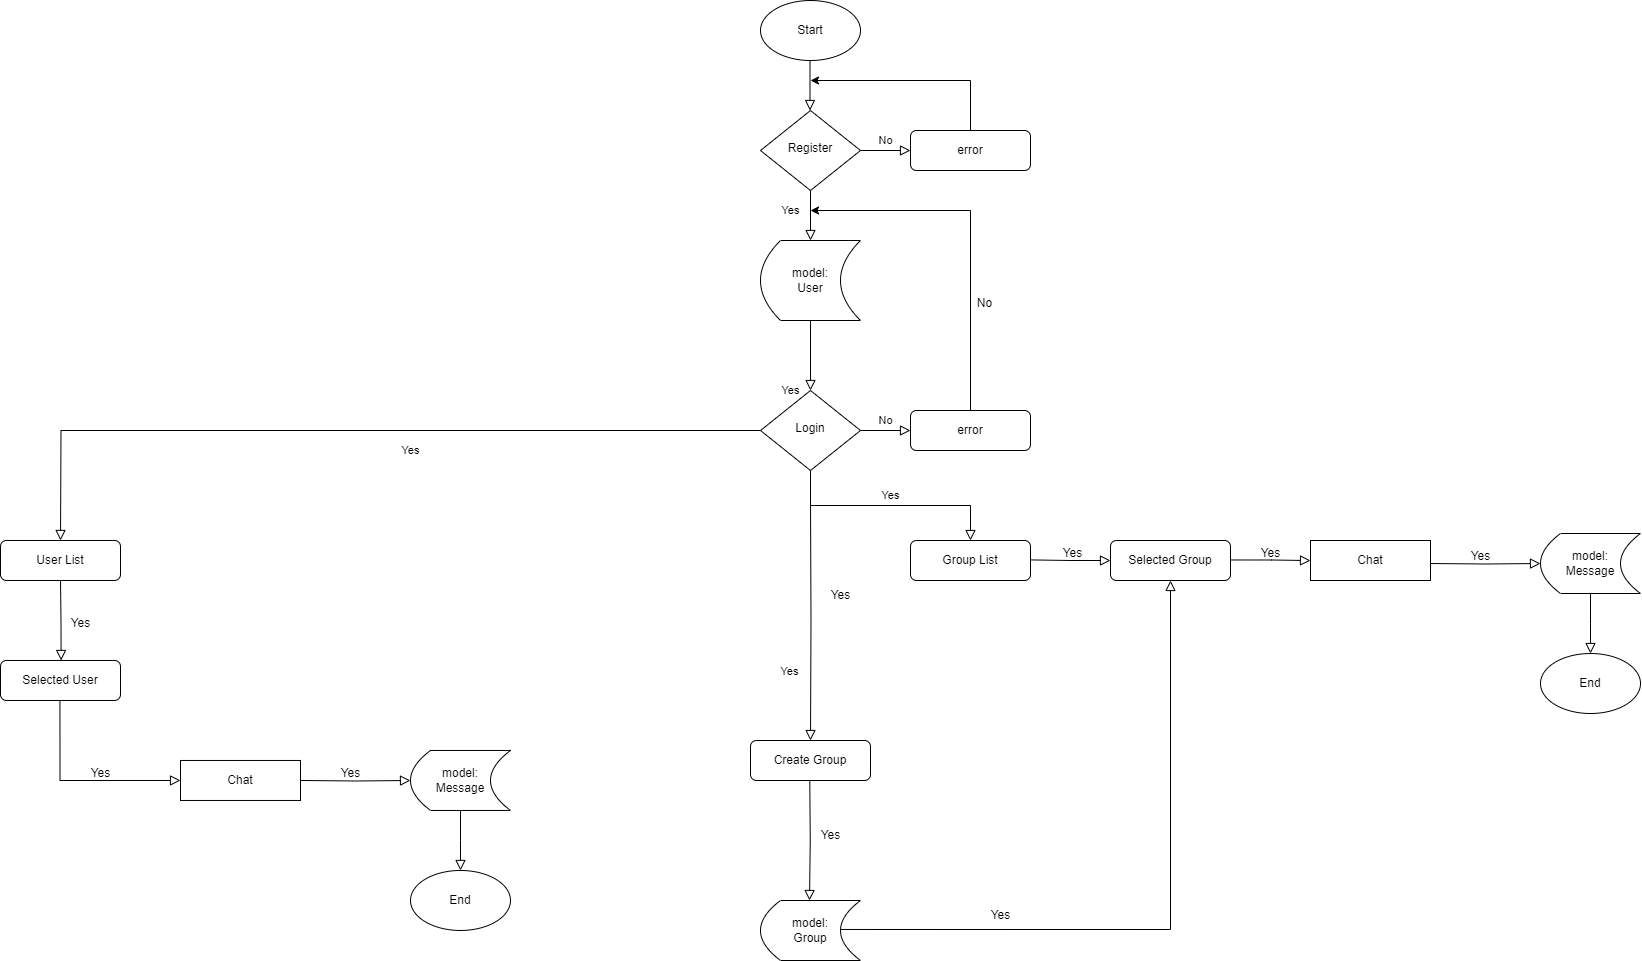 Start
Register
No
error
Yes
model:
User
No
Yes
Login
No
error
Yes
Yes
User List
Group List
Yes
Selected Group
Yes
Chat
Yes
model:
Message
Yes
Yes
Selected User
Yes
End
Create Group
Yes
Chat
Yes
model:
Message
Yes
End
model:
Group
Yes